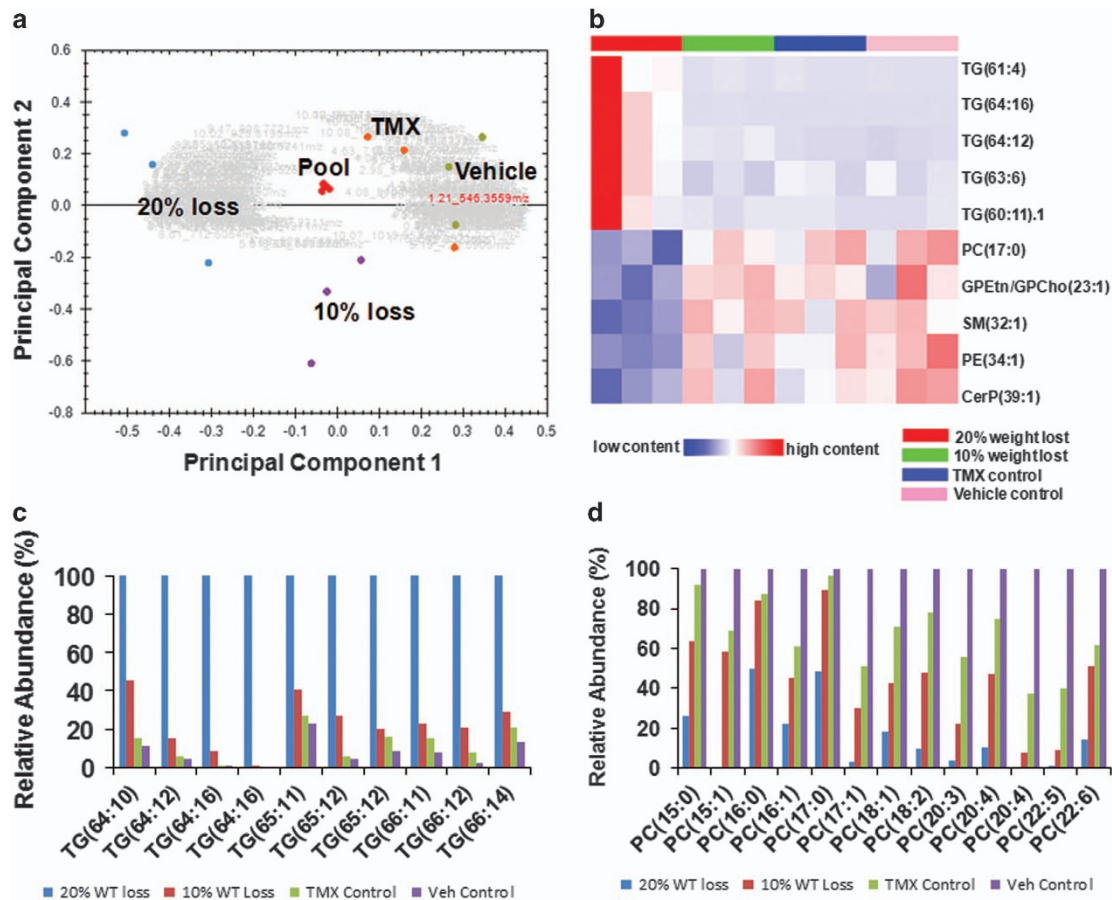 a
0.6
0.4
0.2
0.0
-0.2
-0.4
-0.6
-0.8
Principal Component 2
TMX
Pool
Vehicle
1.21_546.3559m/z
20% loss
10% loss
-0.5
-0.4
-0.3
-0.2
-0.1
0.0
0.1
0.2
0.3
0.4
0.5
Principal Component 1
b
TG(61:4)
TG(64:16)
TG(64:12)
TG(63:6)
TG(60:11).1
PC(17:0)
GPEtn/GPCho(23:1)
SM(32:1)
PE(34:1)
CerP(39:1)
low content
high content
20% weight lost
10% weight lost
TMX control
Vehicle control
c
Relative Abundance (%)
100
80
60
40
20
0
TG(64:10)
TG(64:12)
TG(64:16)
TG(64:16)
TG(65:11)
TG(65:12)
TG(65:12)
TG(66:11)
TG(66:12)
TG(66:14)
20% WT loss
10% WT Loss
TMX Control
Veh Control
d
Relative Abundance (%)
100
80
60
40
20
0
PC(15:0)
PC(15:1)
PC(16:0)
PC(16:1)
PC(17:0)
PC(17:1)
PC(18:1)
PC(18:2)
PC(20:3)
PC(20:4)
PC(20:4)
PC(22:5)
PC(22:6)
20% WT loss
10% WT Loss
TMX Control
Veh Control